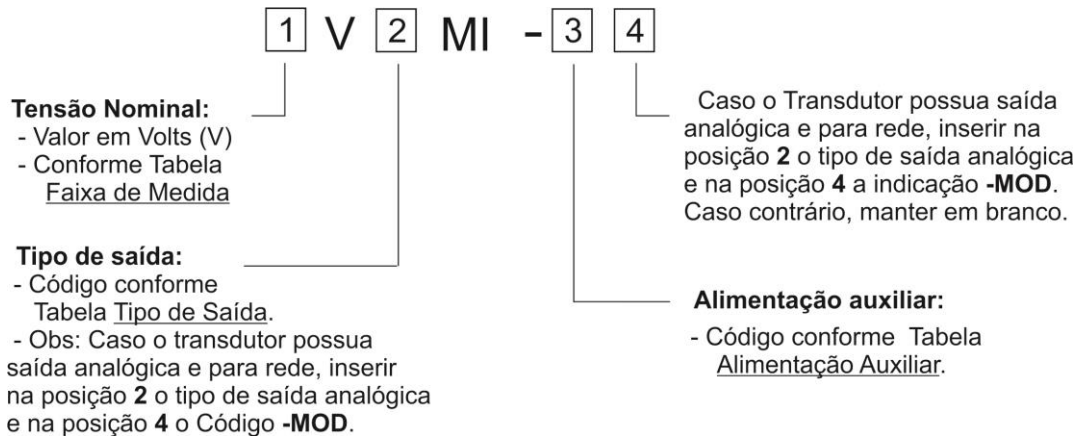 1 V 2 MI - 3 4
Tensão Nominal:
- Valor em Volts (V)
- Conforme Tabela
Faixa de Medida
Tipo de saída:
- Código conforme
Tabela Tipo de Saída.
- Obs: Caso o transdutor possua
saída analógica e para rede, inserir
na posição 2 o tipo de saída analógica
e na posição 4 o Código -MOD.
Caso o Transdutor possua saída
analógica e para rede, inserir na
posição 2 o tipo de saída analógica
e na posição 4 a indicação -MOD.
Caso contrário, manter em branco.
Alimentação auxiliar:
- Código conforme Tabela
Alimentação Auxiliar.